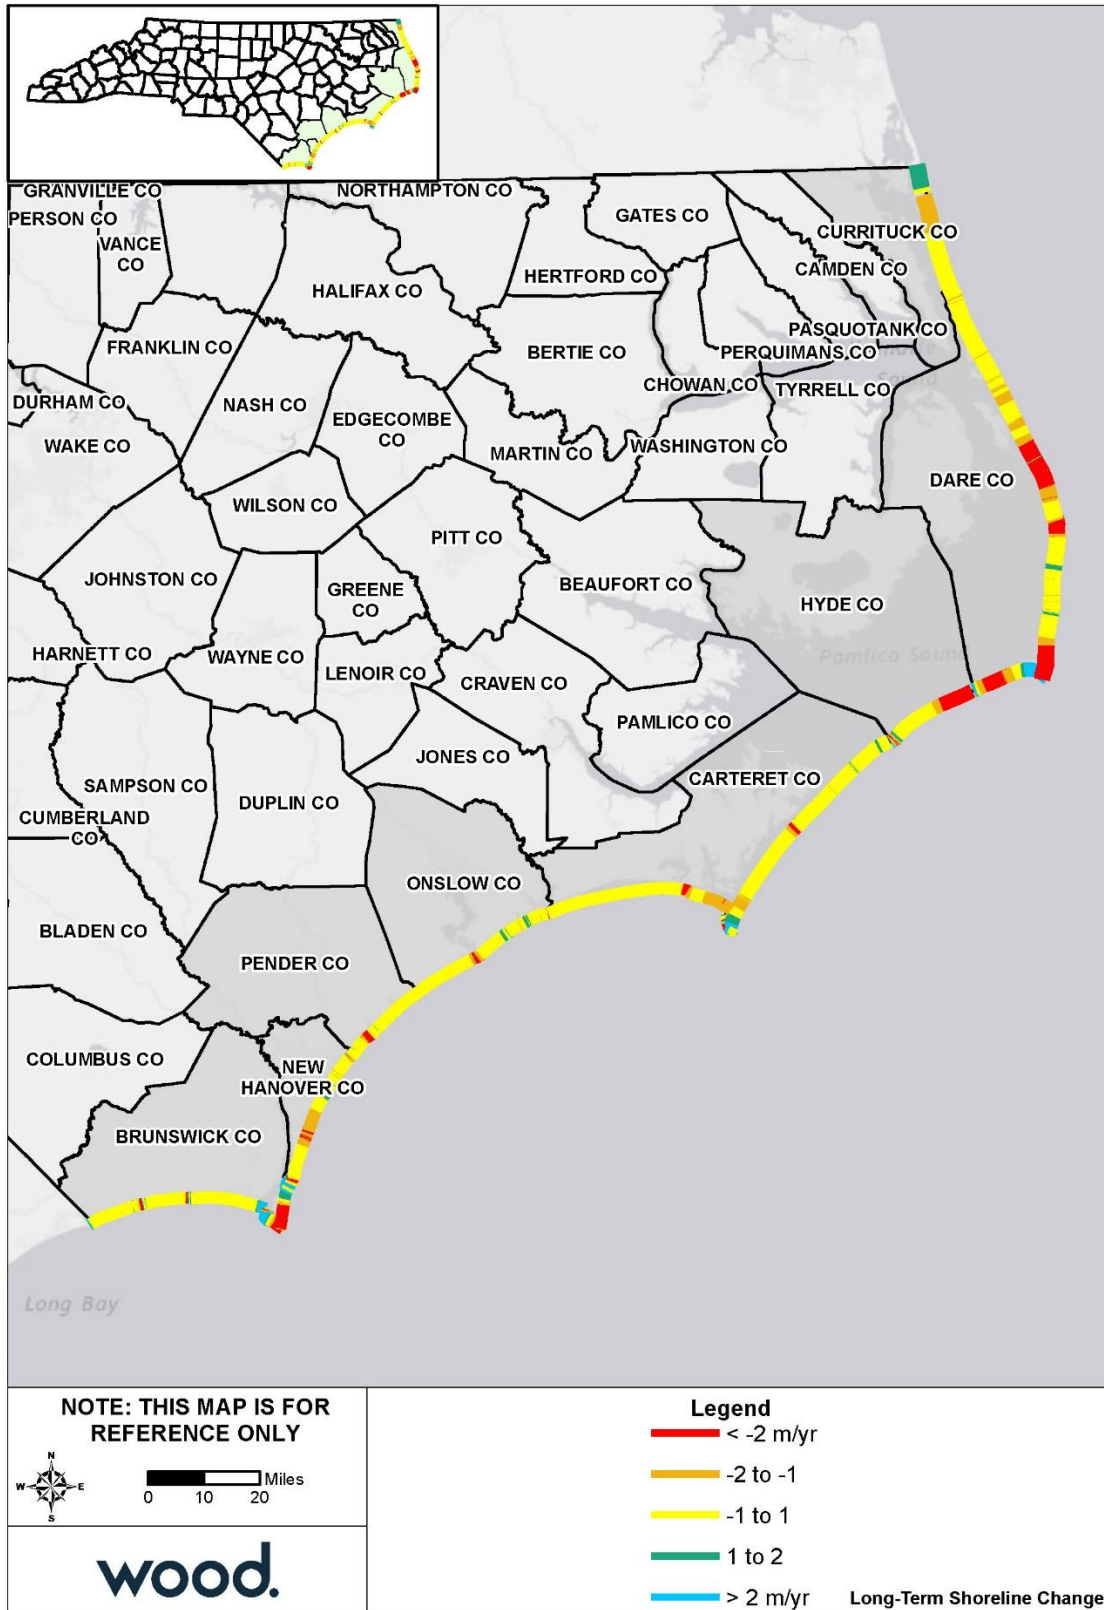 GRANVILLE CO
NORTHAMPTON CO
PERSON CO
VANCE
CO
GATES CO
CURRITUCK CO
HERTFORD CO
CAMDEN CO
HALIFAX CO
PASQUOTANK CO
FRANKLIN CO
BERTIE CO
PERQUIMANS CO
Sound
CHOWAN CO
TYRRELL CO
DURHAM CO
NASH CO
EDGECOMBE
CO
WAKE CO
MARTIN CO
WASHINGTON CO
DARE CO
WILSON CO
PITT CO
JOHNSTON CO
GREENE
CO
BEAUFORT CO
HYDE CO
HARNETT CO
WAYNE CO
LENOIR CO
CRAVEN CO
Pamlico Sound
PAMLICO CO
JONES CO
CARTERET CO
SAMPSON CO
DUPLIN CO
CUMBERLAND
CO
ONSLOW CO
BLADEN CO
PENDER CO
COLUMBUS CO
NEW
HANOVER CO
BRUNSWICK CO
Long Bay
NOTE: THIS MAP IS FOR
REFERENCE ONLY
N
W E
S
Miles
0 10 20
wood.
Legend
< -2 m/yr
-2 to -1
-1 to 1
1 to 2
> 2 m/yr
Long-Term Shoreline Change